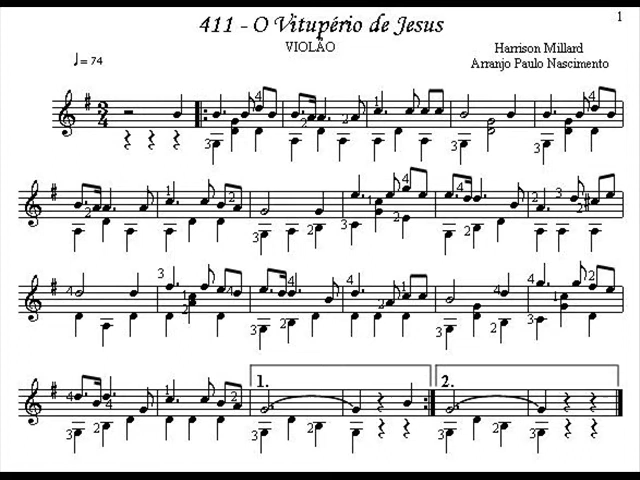 1
411 - O Vitupério de Jesus
VIOLÃO
♩= 74
Harrison Millard
Arranjo Paulo Nascimento
1.
2.